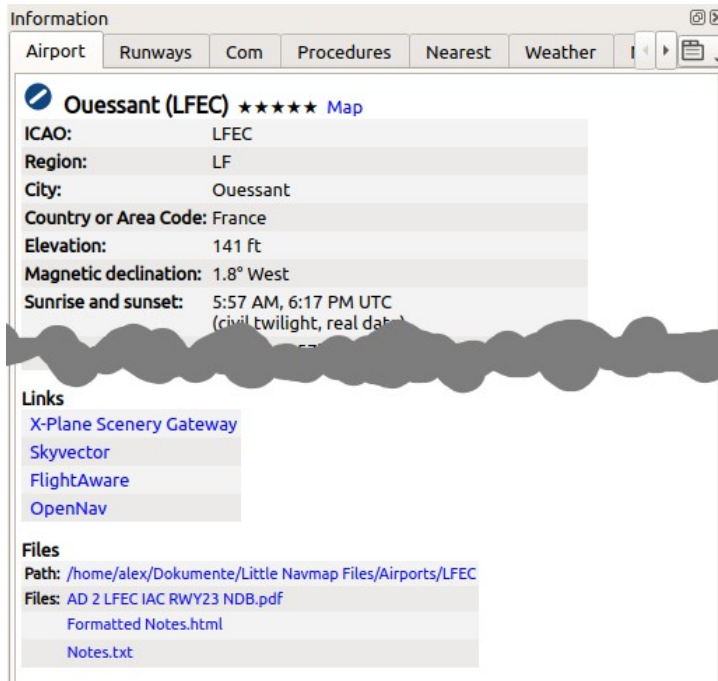 Information
Airport Runways Com Procedures Nearest Weather
Ouessant (LFEC) ★★★★★ Map
ICAO: LFEC
Region: LF
City: Ouessant
Country or Area Code: France
Elevation: 141 ft
Magnetic declination: 1.8° West
Sunrise and sunset: 5:57 AM, 6:17 PM UTC
(civil twilight, real date)
Links
X-Plane Scenery Gateway
Skyvector
FlightAware
OpenNav
Files
Path: /home/alex/Dokumente/Little Navmap Files/Airports/LFEC
Files: AD 2 LFEC IAC RWY23 NDB.pdf
Formatted Notes.html
Notes.txt